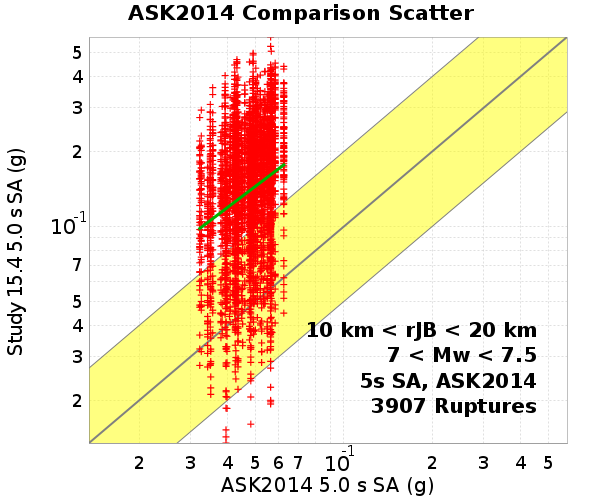 ASK2014 Comparison Scatter
Study 15.4 5.0 s SA (g)
5
4
3
2
10-1
7
5
4
3
2
10 km < rJB < 20 km
7 < Mw < 7.5
5s SA, ASK2014
3907 Ruptures
2 3 4 5 6 7 10-1 2 3 4 5
ASK2014 5.0 s SA (g)